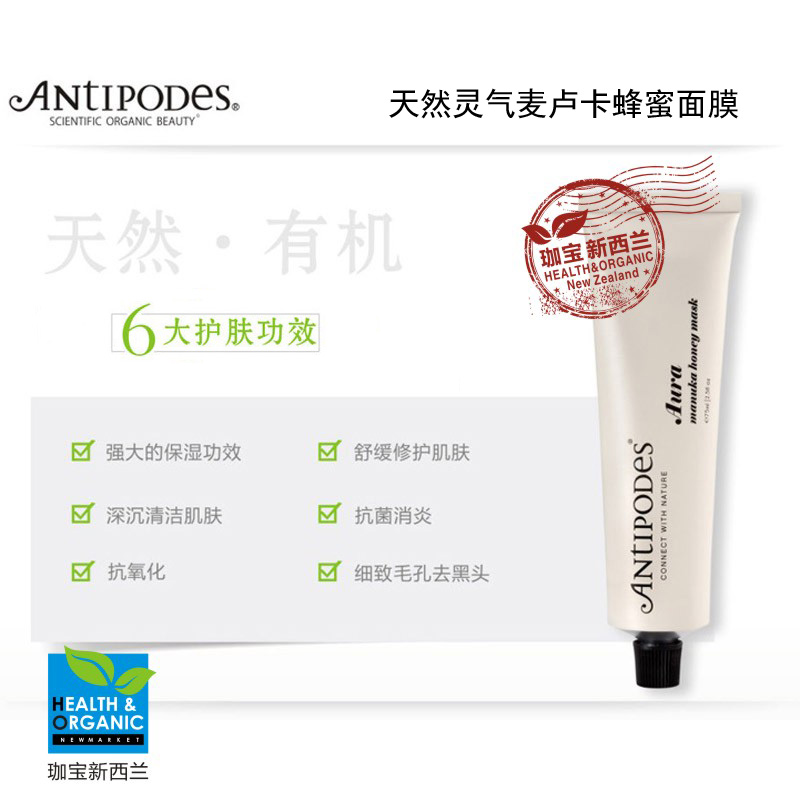 ANTIPODES®
SCIENTIFIC ORGANIC BEAUTY
天然灵气麦卢卡蜂蜜面膜
天然·有机
6大护肤功效
强大的保湿功效
舒缓修护肌肤
深沉清洁肌肤
抗菌消炎
抗氧化
细致毛孔去黑头
珈宝新西兰
HEALTH&ORGANIC
New Zealand
Aura
manuka honey mask
ANTIPODES®
CONNECT WITH NATURE
HEALTH &
ORGANIC
NEWMARKET
珈宝新西兰